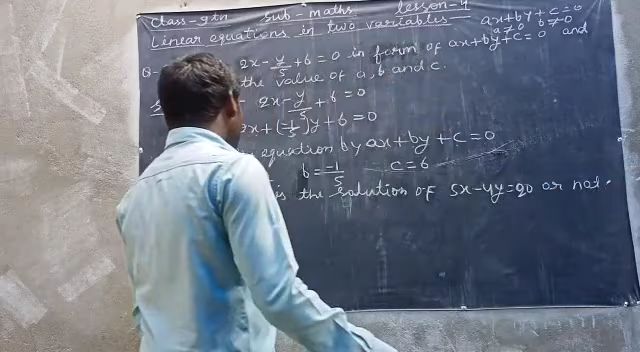 Class-9th Sub-maths Lesson-4
Linear equations in two variables ax+by+c=0
a≠0 b≠0
Q- 2x-y/5+6=0 in form of ax+by+c=0 and
the value of a, b and c.
2x-y/5+6=0
2x+(-1/5)y+6=0
equation by ax+by+c=0
b=-1/5 c=6
is the solution of 5x-4y=20 or not.